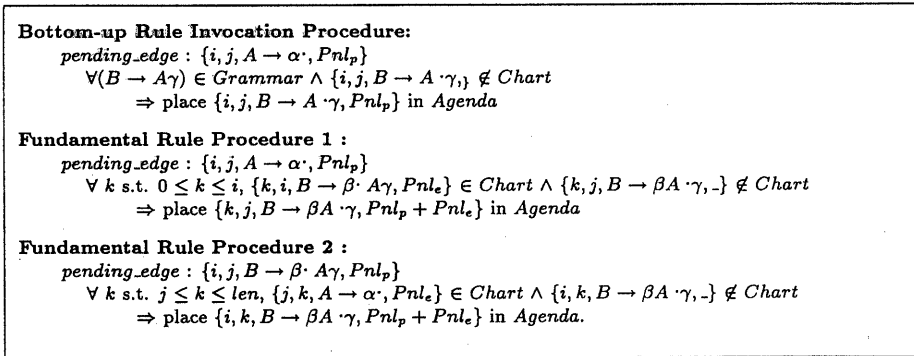 Bottom-up Rule Invocation Procedure:
pending_edge : {i, j, A → α·, Pnl_p}
∀(B → Aγ) ∈ Grammar ∧ {i, j, B → A ·γ,} ∉ Chart
⇒ place {i, j, B → A ·γ, Pnl_p} in Agenda
Fundamental Rule Procedure 1 :
pending_edge : {i, j, A → α·, Pnl_p}
∀ k s.t. 0 ≤ k ≤ i, {k, i, B → β· Aγ, Pnl_e} ∈ Chart ∧ {k, j, B → βA ·γ, _} ∉ Chart
⇒ place {k, j, B → βA ·γ, Pnl_p + Pnl_e} in Agenda
Fundamental Rule Procedure 2 :
pending_edge : {i, j, B → β· Aγ, Pnl_p}
∀ k s.t. j ≤ k ≤ len, {j, k, A → α·, Pnl_e} ∈ Chart ∧ {i, k, B → βA ·γ, _} ∉ Chart
⇒ place {i, k, B → βA ·γ, Pnl_p + Pnl_e} in Agenda.